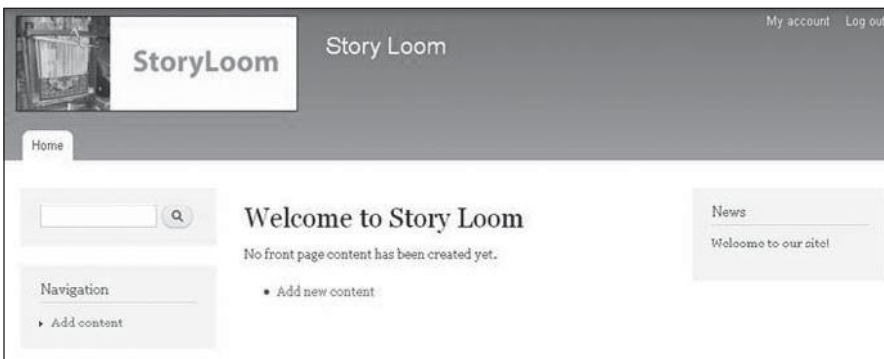 My account Log out
StoryLoom
Story Loom
Home
Welcome to Story Loom
No front page content has been created yet.
• Add new content
Navigation
Add content
News
Welcome to our site!